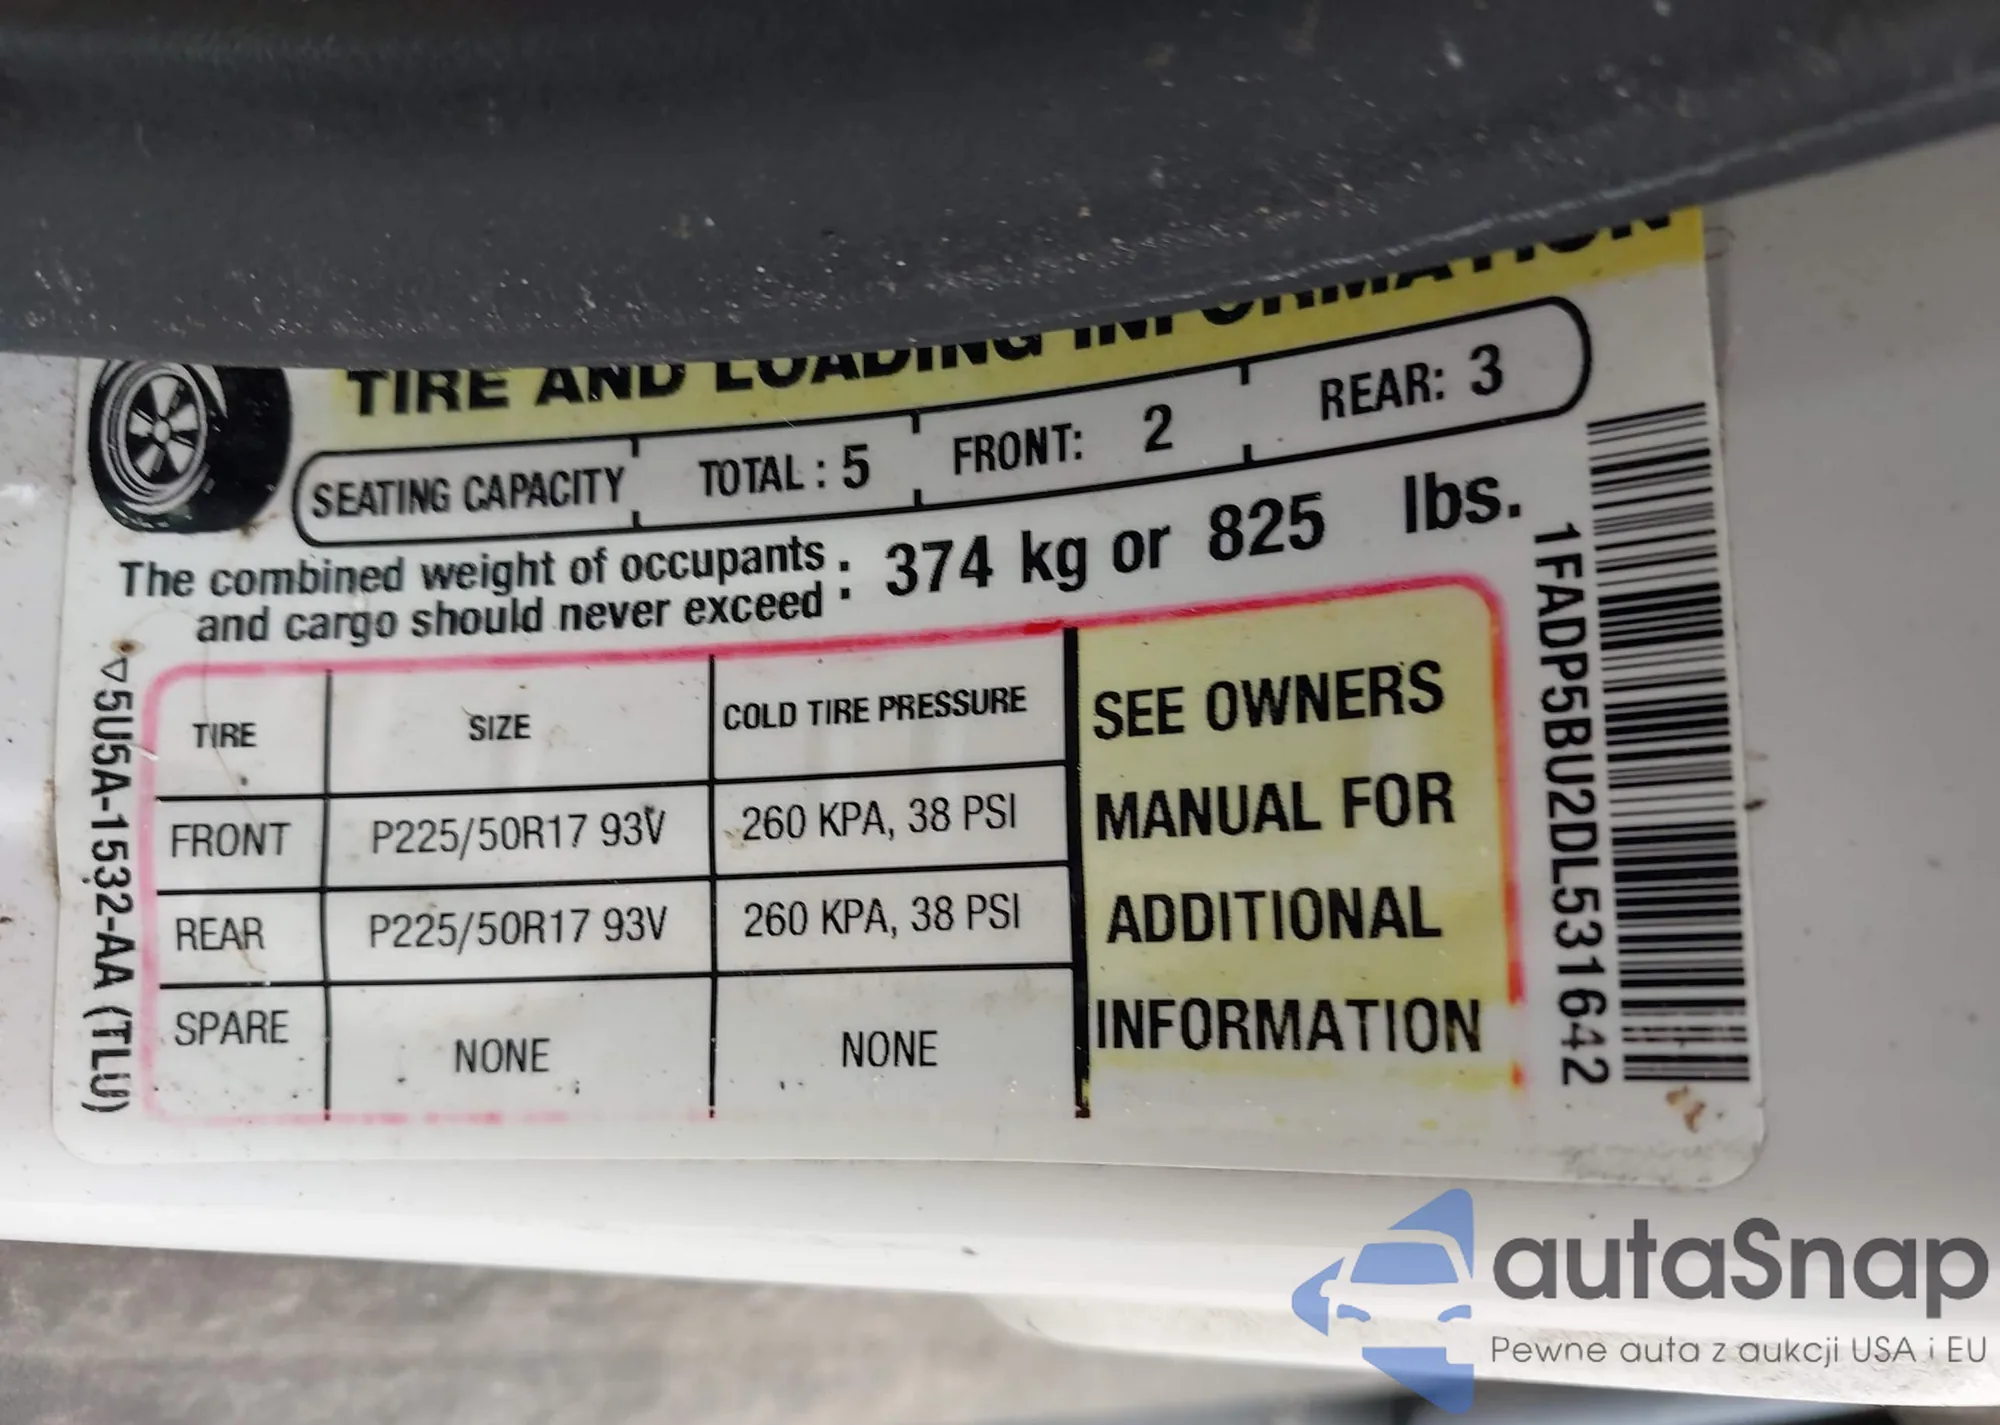 TIRE AND LOADING INFORMATION
SEATING CAPACITY TOTAL : 5 FRONT: 2 REAR: 3
The combined weight of occupants
and cargo should never exceed : 374 kg or 825 lbs.
TIRE SIZE COLD TIRE PRESSURE
FRONT P225/50R17 93V 260 KPA, 38 PSI
REAR P225/50R17 93V 260 KPA, 38 PSI
SPARE NONE NONE
SEE OWNERS
MANUAL FOR
ADDITIONAL
INFORMATION
5U5A-1532-AA (TLU)
1FADP5BU2DL531642
autaSnap
Pewne auta z aukcji USA i EU